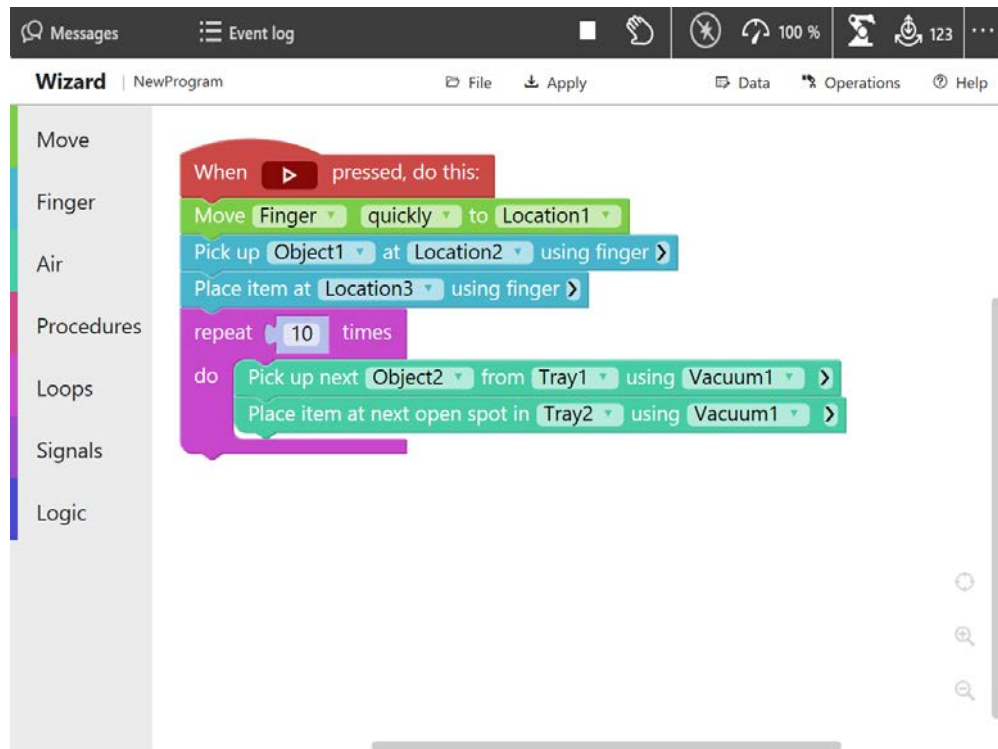 Messages Event log 100 % 123 ...
Wizard | NewProgram File Apply Data Operations Help
Move
Finger
Air
Procedures
Loops
Signals
Logic
When pressed, do this:
Move Finger quickly to Location1
Pick up Object1 at Location2 using finger
Place item at Location3 using finger
repeat 10 times
do Pick up next Object2 from Tray1 using Vacuum1
Place item at next open spot in Tray2 using Vacuum1